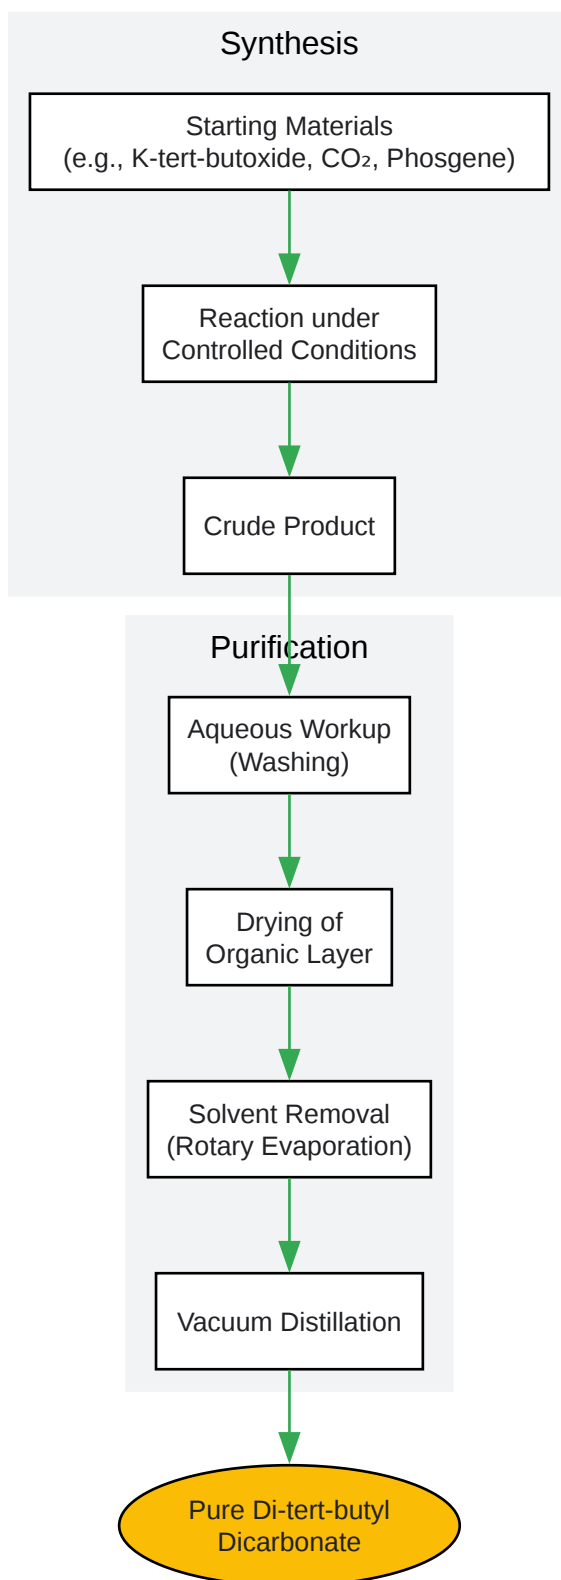 Synthesis
Starting Materials
(e.g., K-tert-butoxide, CO₂, Phosgene)
Reaction under
Controlled Conditions
Crude Product
Purification
Aqueous Workup
(Washing)
Drying of
Organic Layer
Solvent Removal
(Rotary Evaporation)
Vacuum Distillation
Pure Di-tert-butyl
Dicarbonate